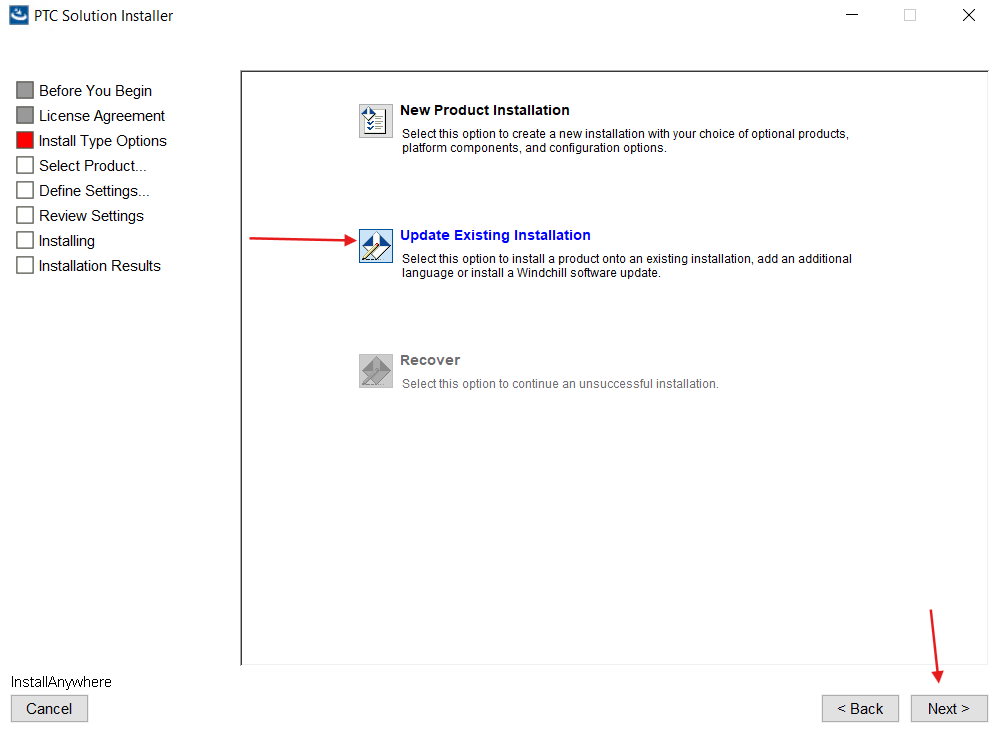 PTC Solution Installer
Before You Begin
License Agreement
Install Type Options
Select Product...
Define Settings...
Review Settings
Installing
Installation Results
New Product Installation
Select this option to create a new installation with your choice of optional products,
platform components, and configuration options.
Update Existing Installation
Select this option to install a product onto an existing installation, add an additional
language or install a Windchill software update.
Recover
Select this option to continue an unsuccessful installation.
InstallAnywhere
Cancel
< Back
Next >